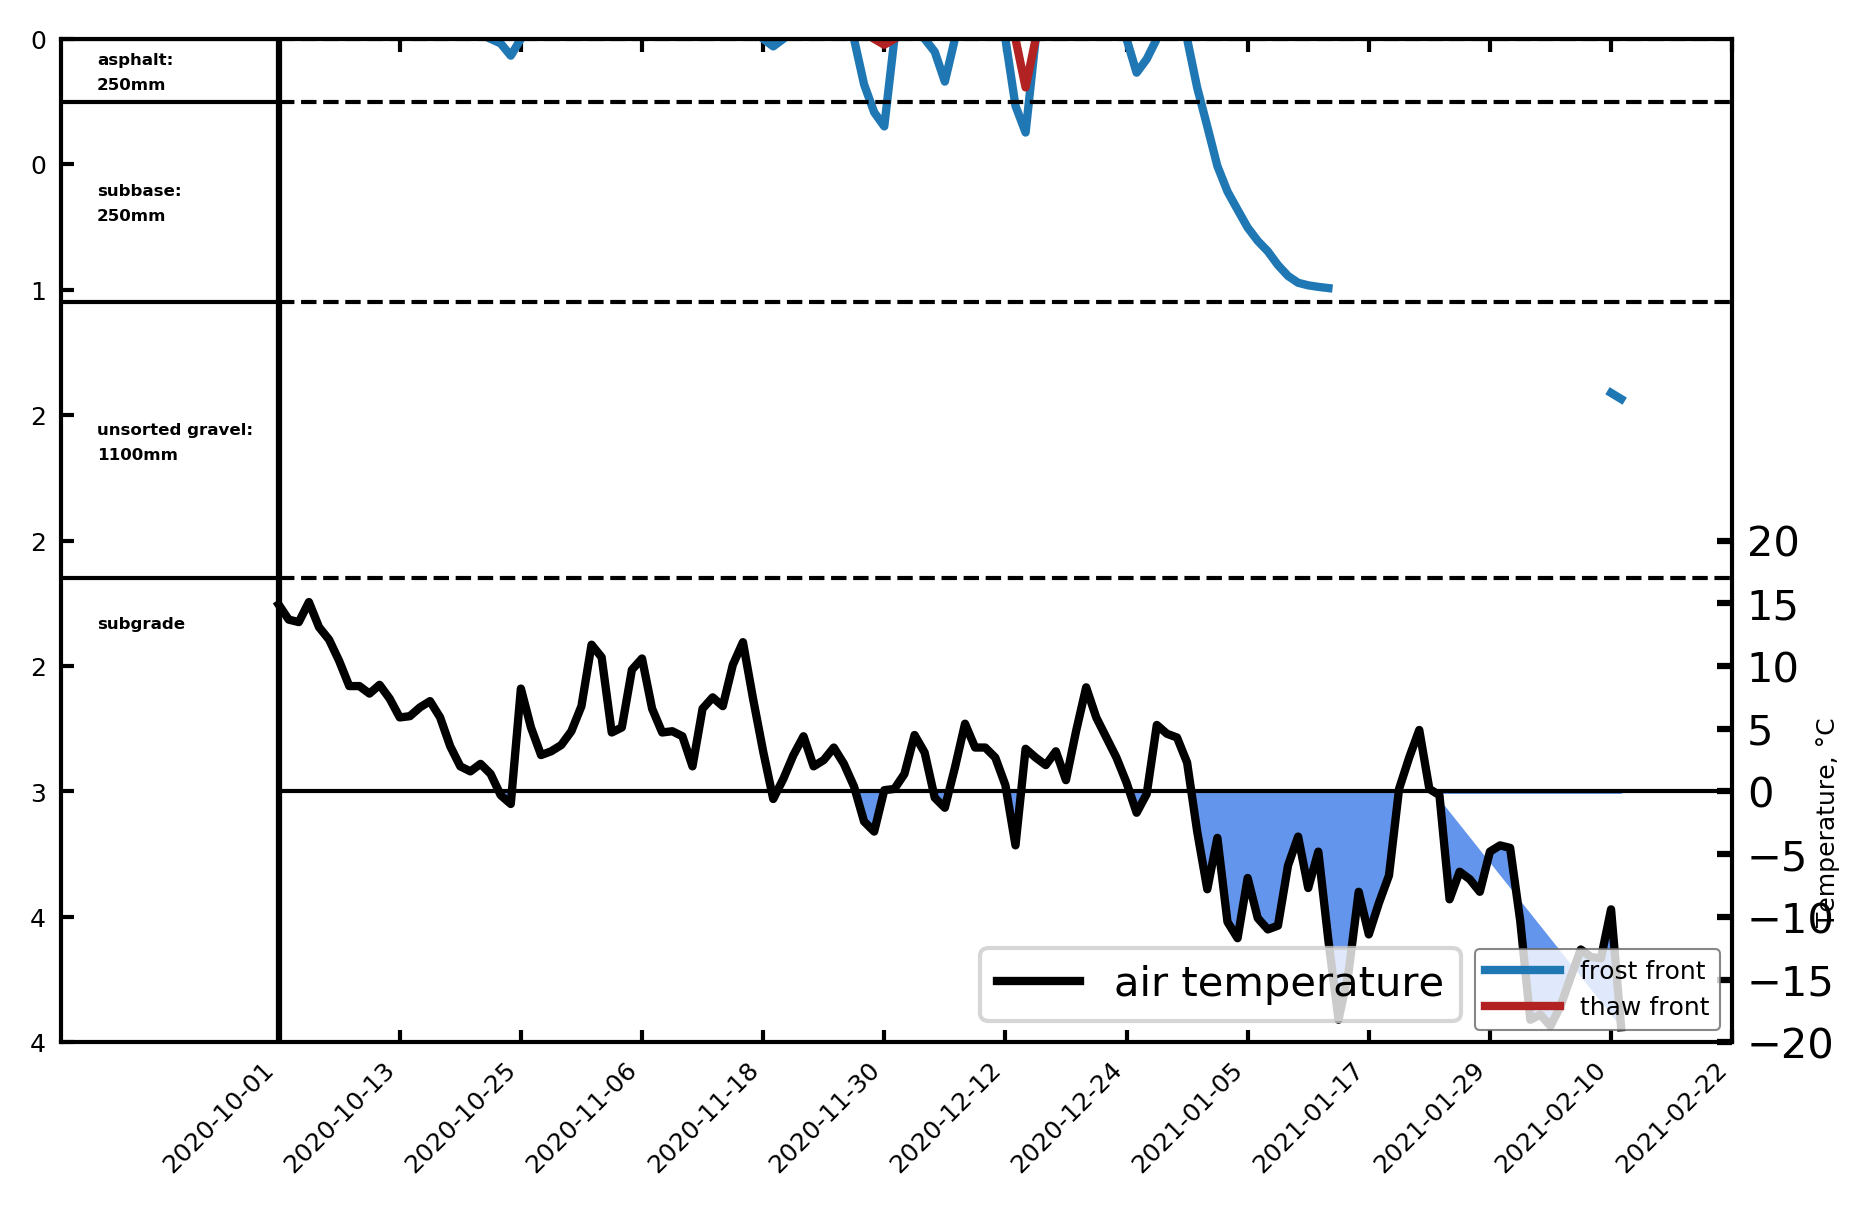 0
asphalt:
250mm
0
subbase:
250mm
1
2
unsorted gravel:
1100mm
2
20
15
subgrade
2
10
5
3
0
−5
Temperature, °C
4
−10
air temperature
frost front
thaw front
−15
4
−20
2020-10-01
2020-10-13
2020-10-25
2020-11-06
2020-11-18
2020-11-30
2020-12-12
2020-12-24
2021-01-05
2021-01-17
2021-01-29
2021-02-10
2021-02-22